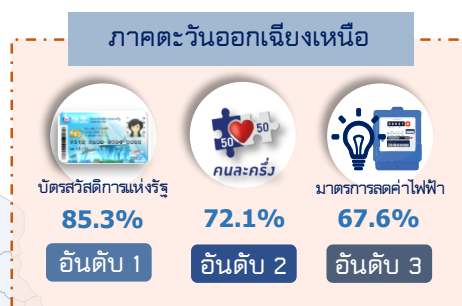 ภาคตะวันออกเฉียงเหนือ
50 50
คนละครึ่ง
บัตรสวัสดิการแห่งรัฐ
มาตรการลดค่าไฟฟ้า
85.3% 72.1% 67.6%
อันดับ 1 อันดับ 2 อันดับ 3